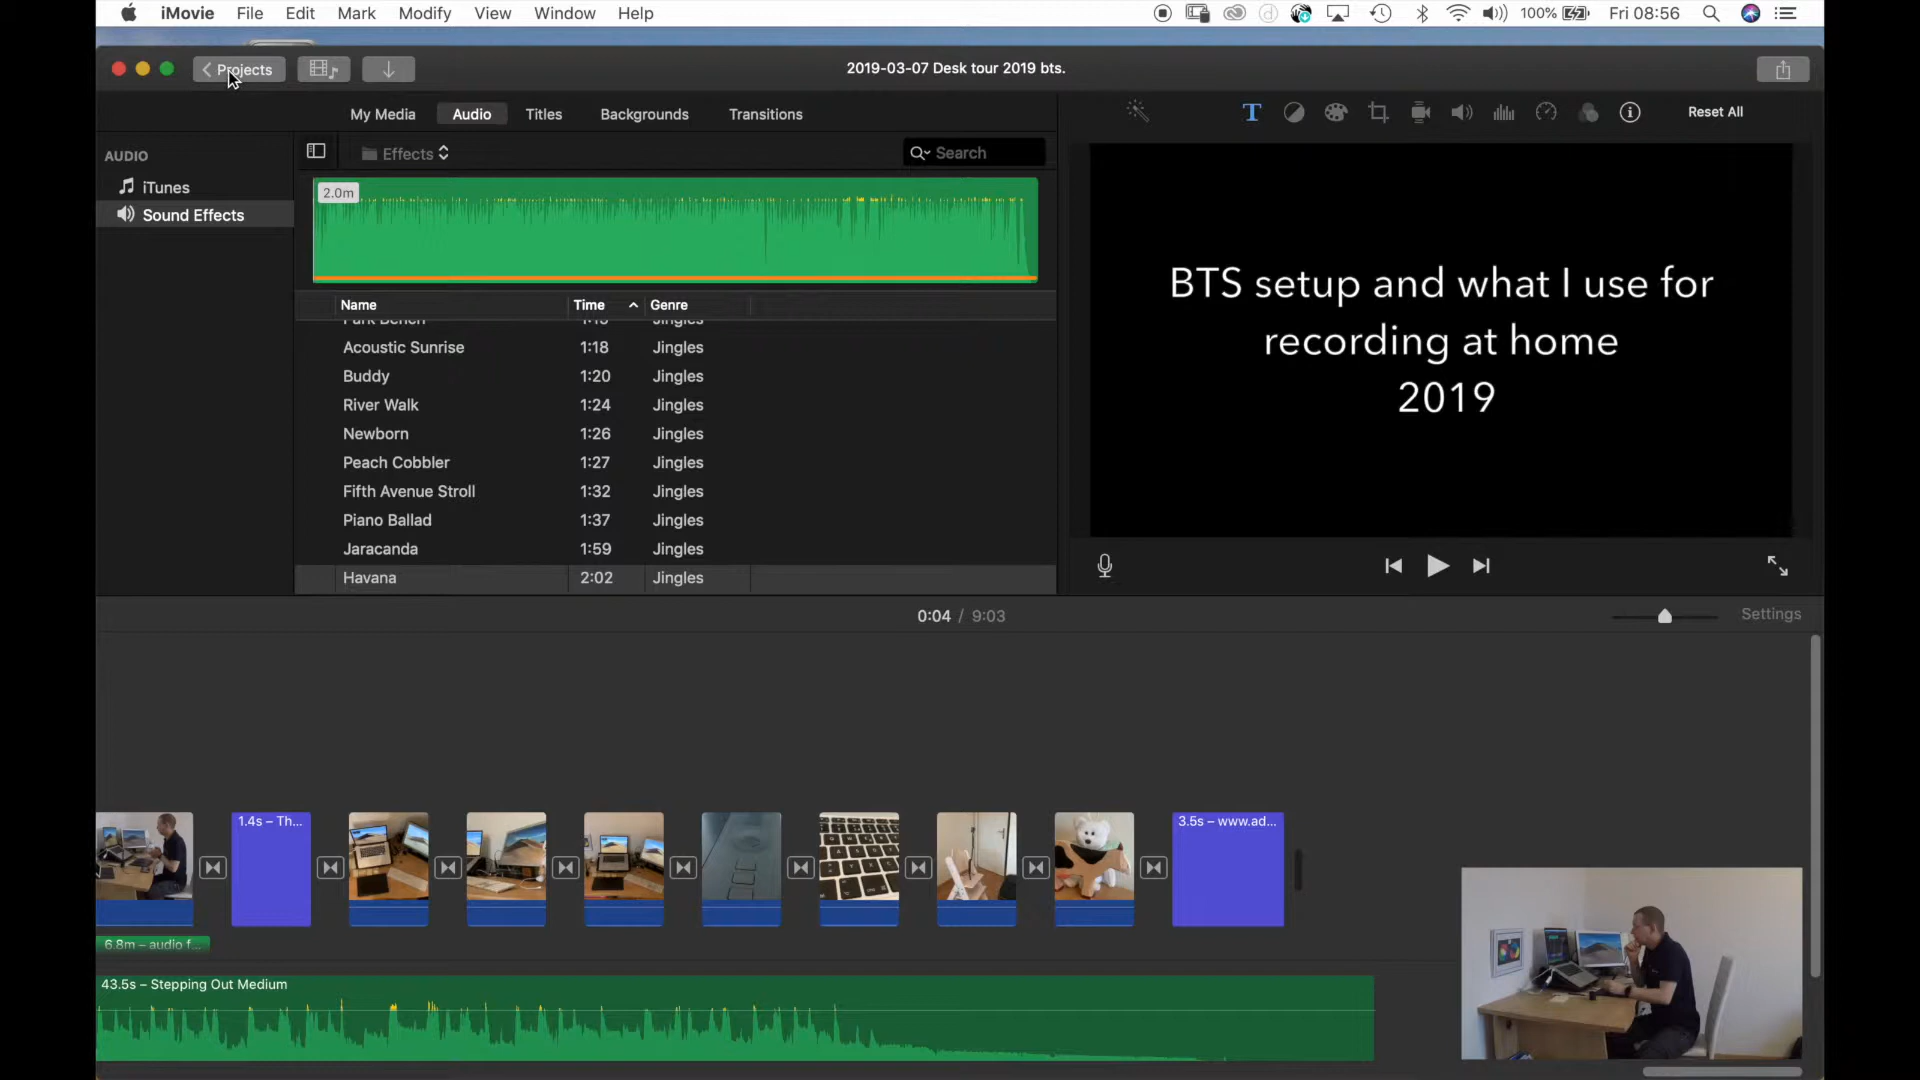 iMovie File Edit Mark Modify View Window Help
100% Fri 08:56
Projects
2019-03-07 Desk tour 2019 bts.
My Media Audio Titles Backgrounds Transitions
Reset All
AUDIO
iTunes
Sound Effects
Effects
Search
2.0m
Name Time Genre
Park Bench 1:15 Jingles
Acoustic Sunrise 1:18 Jingles
Buddy 1:20 Jingles
River Walk 1:24 Jingles
Newborn 1:26 Jingles
Peach Cobbler 1:27 Jingles
Fifth Avenue Stroll 1:32 Jingles
Piano Ballad 1:37 Jingles
Jaracanda 1:59 Jingles
Havana 2:02 Jingles
BTS setup and what I use for
recording at home
2019
0:04 / 9:03
Settings
1.4s – Th...
3.5s – www.ad...
6.8m – audio f...
43.5s – Stepping Out Medium